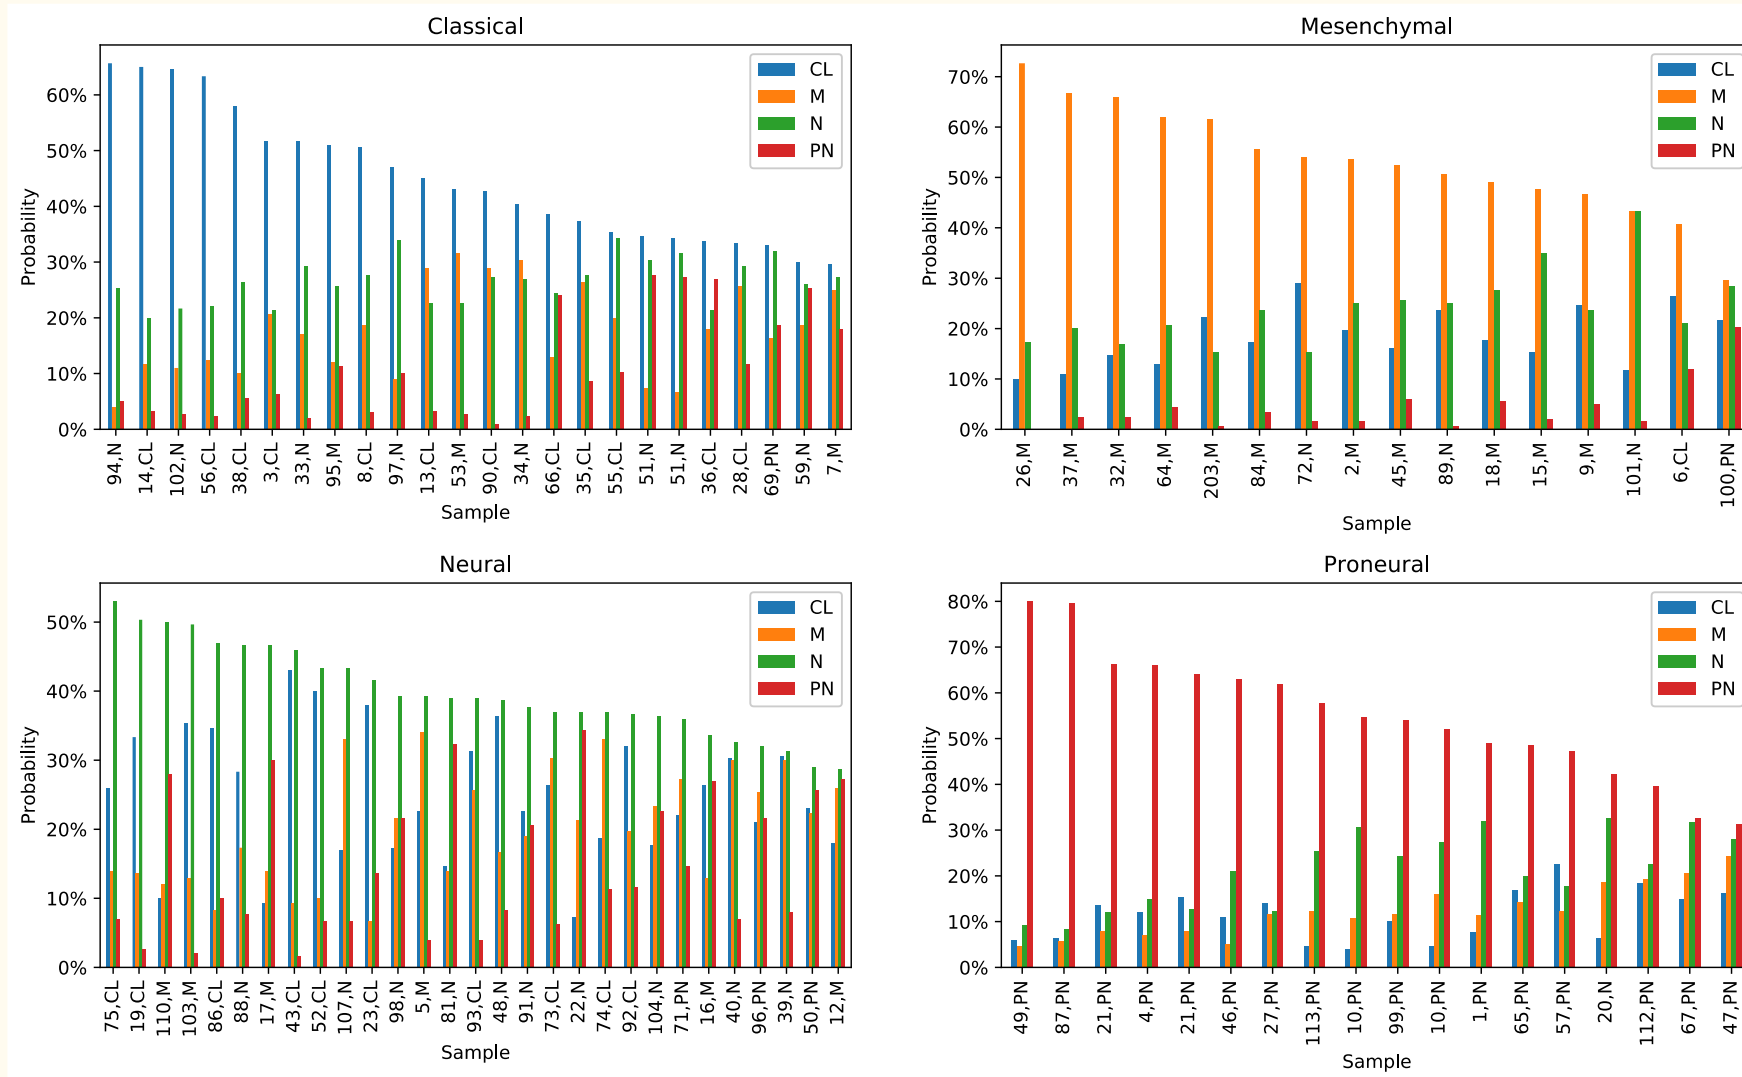 Classical
Probability
60%
50%
40%
30%
20%
10%
0%
CL
M
N
PN
94,N
14,CL
102,N
56,CL
38,CL
3,CL
33,N
95,M
8,CL
97,N
13,CL
53,M
90,CL
34,N
66,CL
35,CL
55,CL
51,N
51,N
36,CL
28,CL
69,PN
59,N
7,M
Sample
Mesenchymal
Probability
70%
60%
50%
40%
30%
20%
10%
0%
CL
M
N
PN
26,M
37,M
32,M
64,M
203,M
84,M
72,N
2,M
45,M
89,N
18,M
15,M
9,M
101,N
6,CL
100,PN
Sample
Neural
Probability
50%
40%
30%
20%
10%
0%
CL
M
N
PN
75,CL
19,CL
110,M
103,M
86,CL
88,N
17,M
43,CL
52,CL
107,N
23,CL
98,N
5,M
81,N
93,CL
48,N
91,N
73,CL
22,N
74,CL
92,CL
104,N
71,PN
16,M
40,N
96,PN
39,N
50,PN
12,M
Sample
Proneural
Probability
80%
70%
60%
50%
40%
30%
20%
10%
0%
CL
M
N
PN
49,PN
87,PN
21,PN
4,PN
21,PN
46,PN
27,PN
113,PN
10,PN
99,PN
10,PN
1,PN
65,PN
57,PN
20,N
112,PN
67,PN
47,PN
Sample